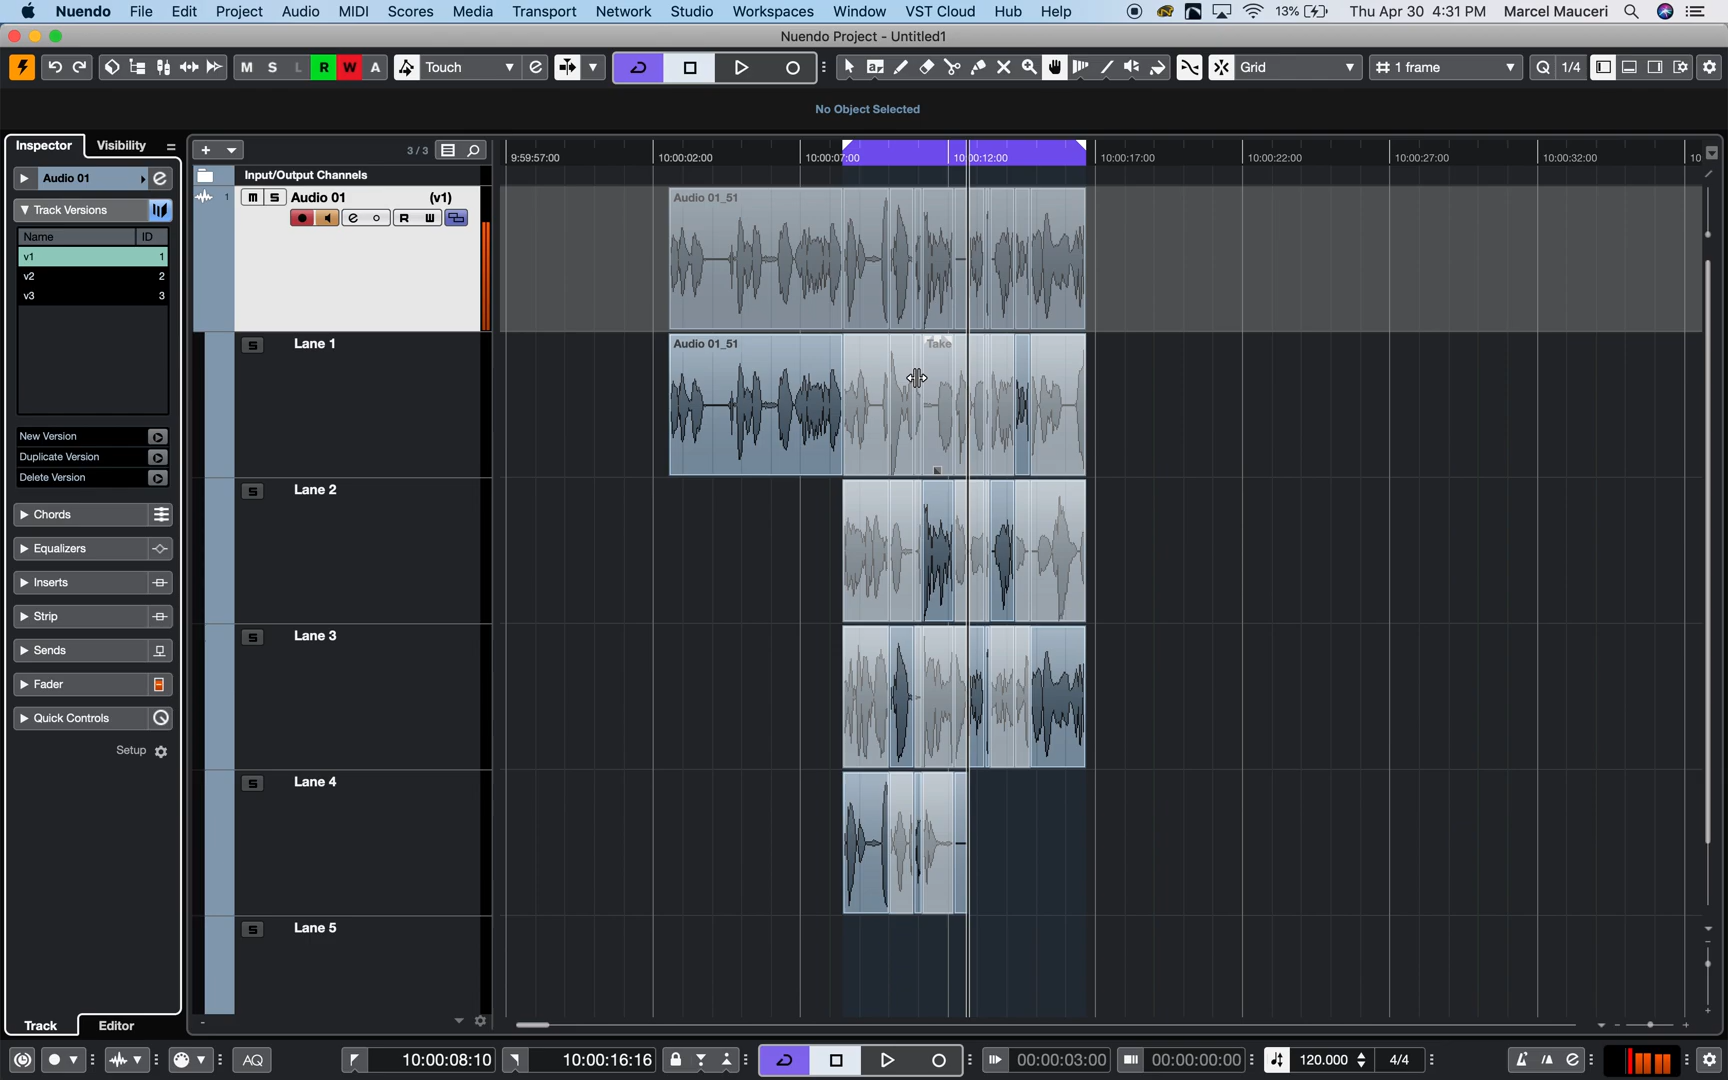 Nuendo File Edit Project Audio MIDI Scores Media Transport Network Studio Workspaces Window VST Cloud Hub Help 13% Thu Apr 30 4:31 PM Marcel Mauceri
Nuendo Project - Untitled1
M S L R W A Touch Grid 1 frame Q 1/4
No Object Selected
Inspector Visibility
3 / 3
9:59:57:00 10:00:02:00 10:00:07:00 10:00:12:00 10:00:17:00 10:00:22:00 10:00:27:00 10:00:32:00 10
Audio 01
Input/Output Channels
1 m S Audio 01 (v1)
R W
Audio 01_51
Track Versions
Name ID
v1 1
v2 2
v3 3
S Lane 1
Audio 01_51 Take
New Version
Duplicate Version
Delete Version
S Lane 2
Chords
Equalizers
Inserts
Strip
S Lane 3
Sends
Fader
Quick Controls
Setup
S Lane 4
S Lane 5
Track Editor
AQ 10:00:08:10 10:00:16:16 00:00:03:00 00:00:00:00 120.000 4/4